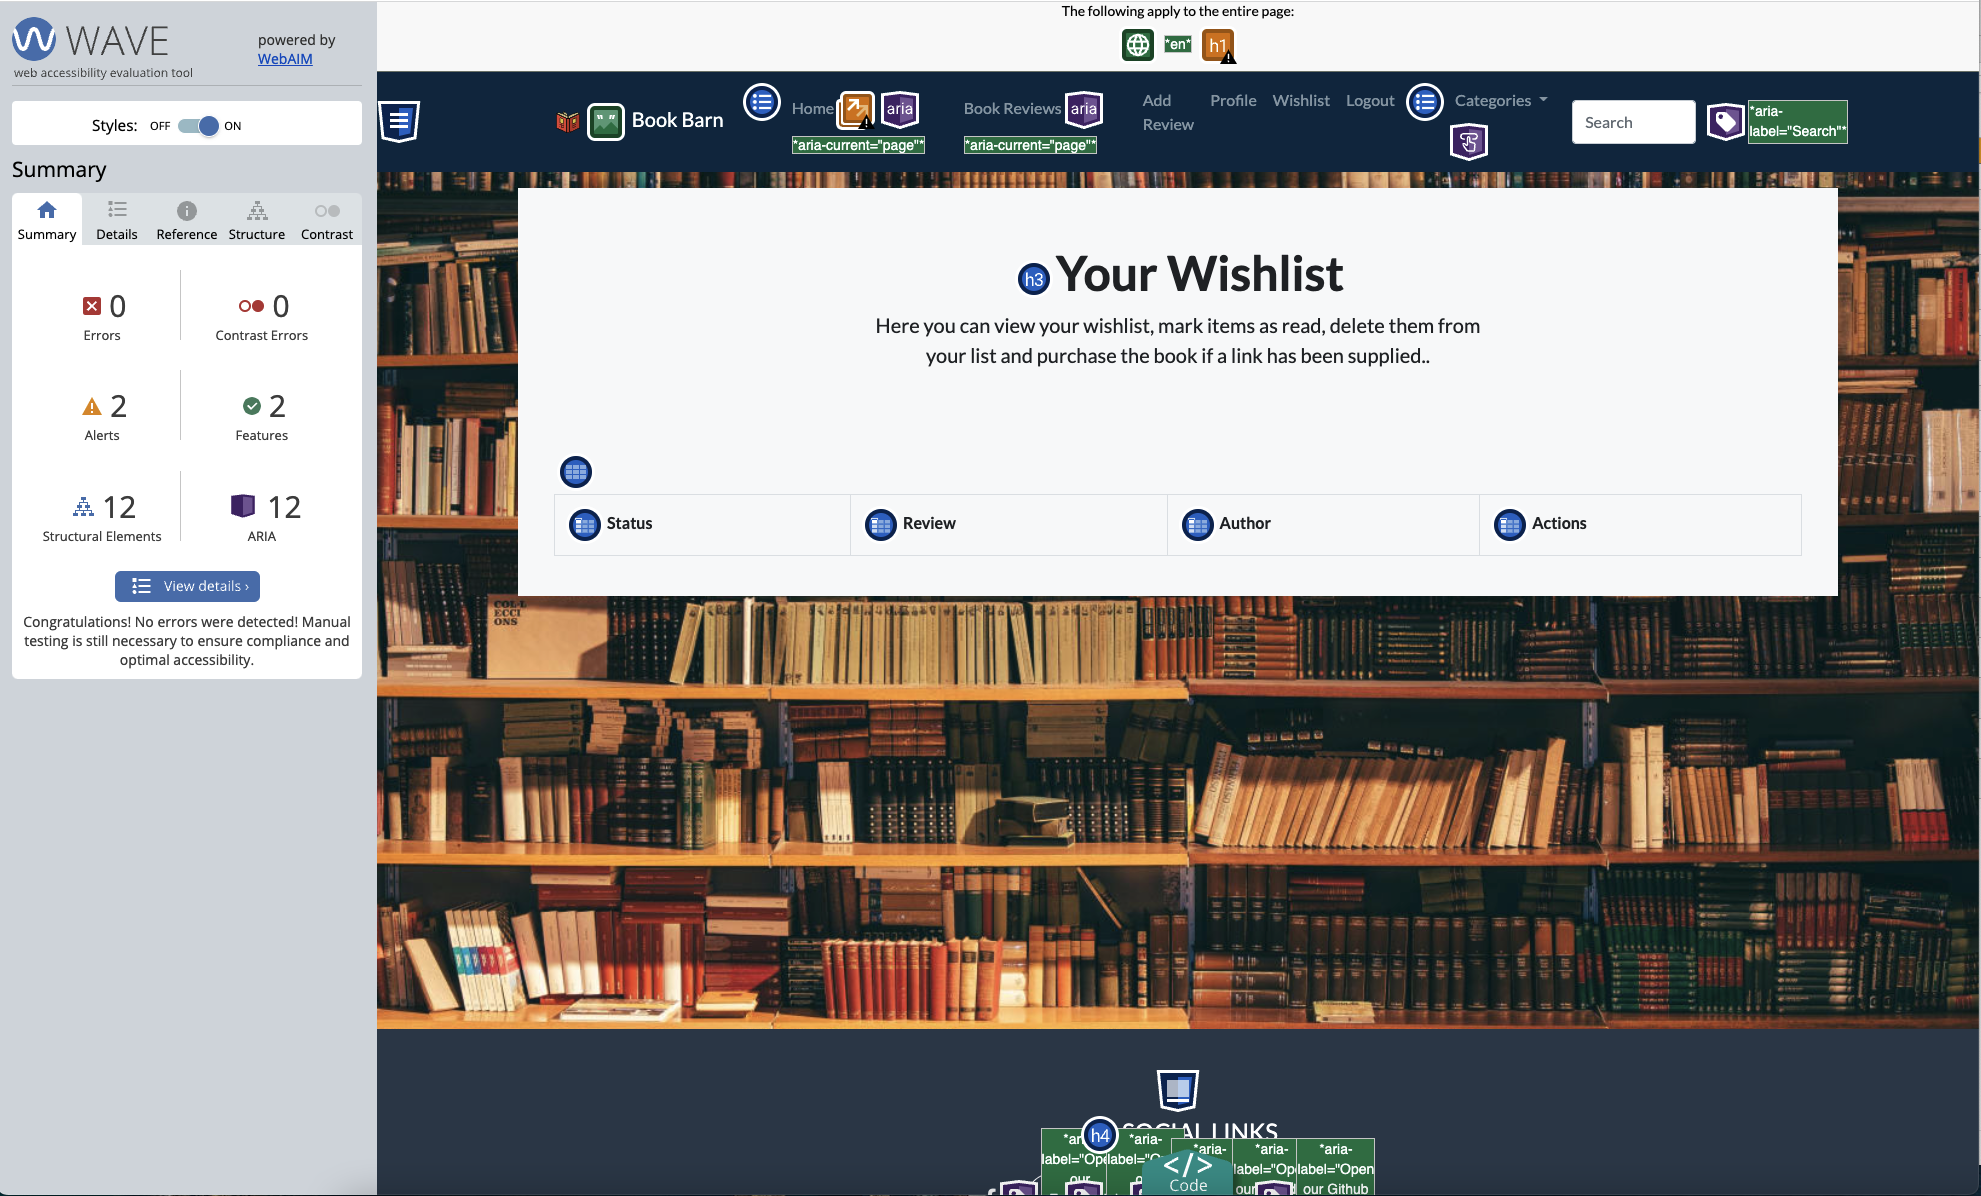 WAVE
web accessibility evaluation tool
powered by
WebAIM
Styles: OFF ON
Summary
Summary
Details
Reference
Structure
Contrast
0
Errors
0
Contrast Errors
2
Alerts
2
Features
12
Structural Elements
12
ARIA
View details ›
Congratulations! No errors were detected! Manual
testing is still necessary to ensure compliance and
optimal accessibility.
The following apply to the entire page:
*en*
h1
Book Barn
Home
aria
*aria-current="page"*
Book Reviews
aria
*aria-current="page"*
Add
Review
Profile
Wishlist
Logout
Categories
Search
*aria-
label="Search"*
h3 Your Wishlist
Here you can view your wishlist, mark items as read, delete them from
your list and purchase the book if a link has been supplied..
Status
Review
Author
Actions
COL·L
ECCI
ONS
SOCIAL LINKS
h4
*aria-
*aria-
*aria-
*aria-
label="Open
our Github
</>
Code